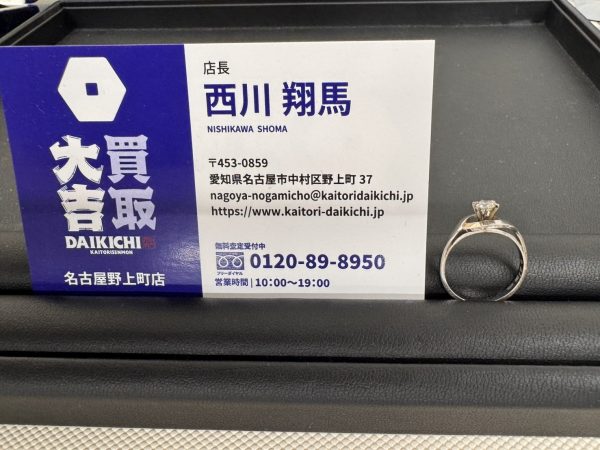 買取
大吉
DAIKICHI
KAITORISENMON
名古屋野上町店
店長
西川 翔馬
NISHIKAWA SHOMA
〒453-0859
愛知県名古屋市中村区野上町 37
nagoya-nogamicho@kaitoridaikichi.jp
https://www.kaitori-daikichi.jp
無料査定受付中
フリーダイヤル
0120-89-8950
営業時間 | 10:00～19:00